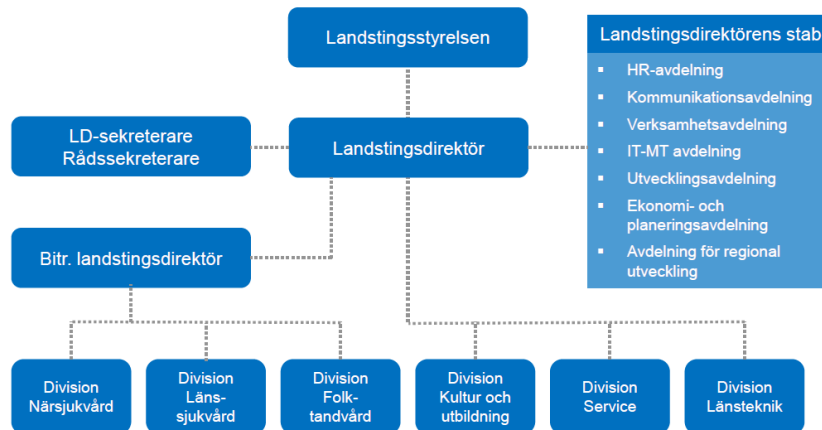 Landstingsstyrelsen
Landstingsdirektörens stab
▪ HR-avdelning
▪ Kommunikationsavdelning
▪ Verksamhetsavdelning
▪ IT-MT avdelning
▪ Utvecklingsavdelning
▪ Ekonomi- och
planeringsavdelning
▪ Avdelning för regional
utveckling
LD-sekreterare
Rådssekreterare
Landstingsdirektör
Bitr. landstingsdirektör
Division
Närsjukvård
Division
Läns-
sjukvård
Division
Folk-
tandvård
Division
Kultur och
utbildning
Division
Service
Division
Länsteknik